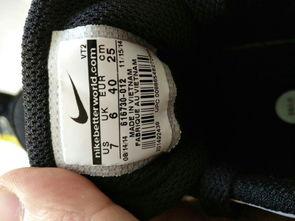 VT2
nikebetterworld.com
US UK EUR cm
7 6 40 25
08/14/14 616730-012 11/15/14
MADE IN VIETNAM
FABRIQUE AU VIETNAM
UPC